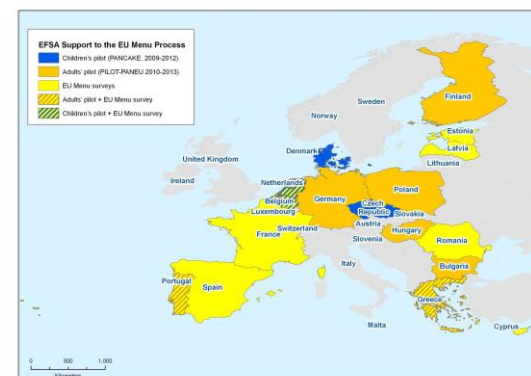 EFSA Support to the EU Menu Process
Children's pilot (PANCAKE, 2009-2012)
Adults' pilot (PILOT-PANEU 2010-2013)
EU Menu surveys
Adults' pilot + EU Menu survey
Children's pilot + EU Menu survey
Finland
Sweden
Norway
Estonia
Latvia
Denmark
Lithuania
United Kingdom
Ireland
Netherlands
Poland
Germany
Belgium
Czech
Republic
Luxembourg
Slovakia
France
Austria
Switzerland
Hungary
Slovenia
Romania
Italy
Bulgaria
Portugal
Spain
Greece
Malta
Cyprus
0 500 1,000
Kilometres